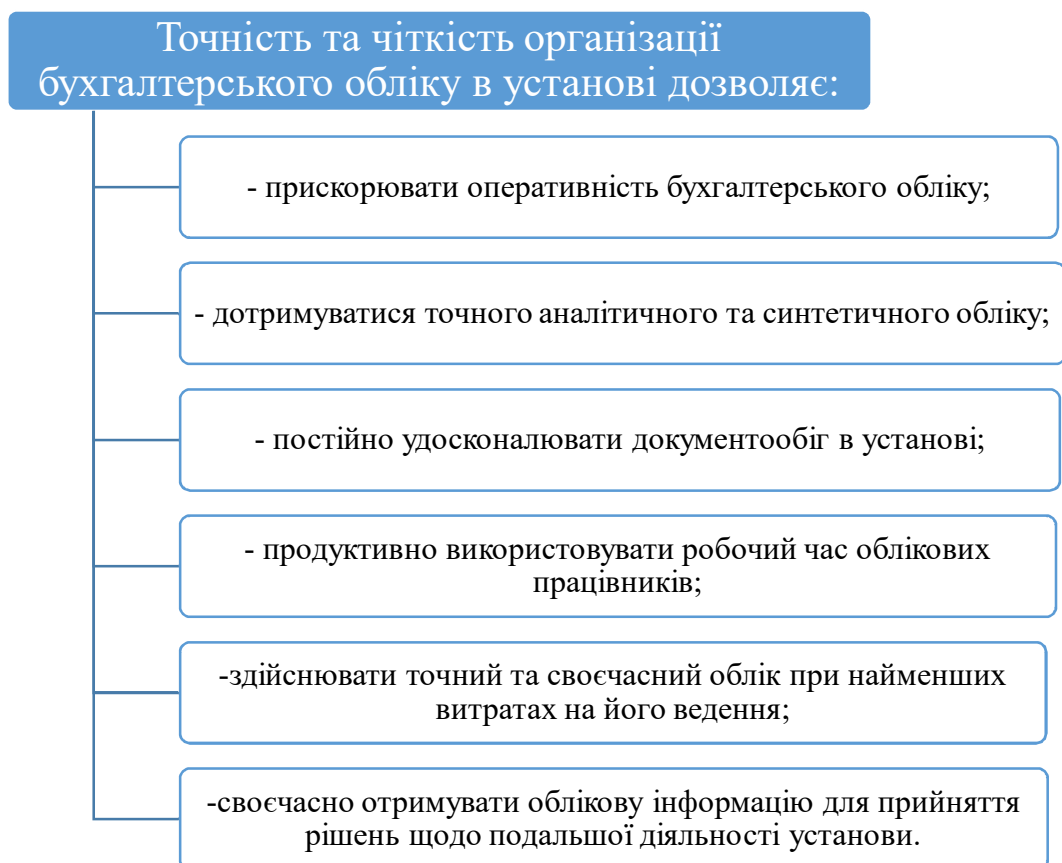 Точність та чіткість організації
бухгалтерського обліку в установі дозволяє:
- прискорювати оперативність бухгалтерського обліку;
- дотримуватися точного аналітичного та синтетичного обліку;
- постійно удосконалювати документообіг в установі;
- продуктивно використовувати робочий час облікових
працівників;
-здійснювати точний та своєчасний облік при найменших
витратах на його ведення;
-своєчасно отримувати облікову інформацію для прийняття
рішень щодо подальшої діяльності установи.